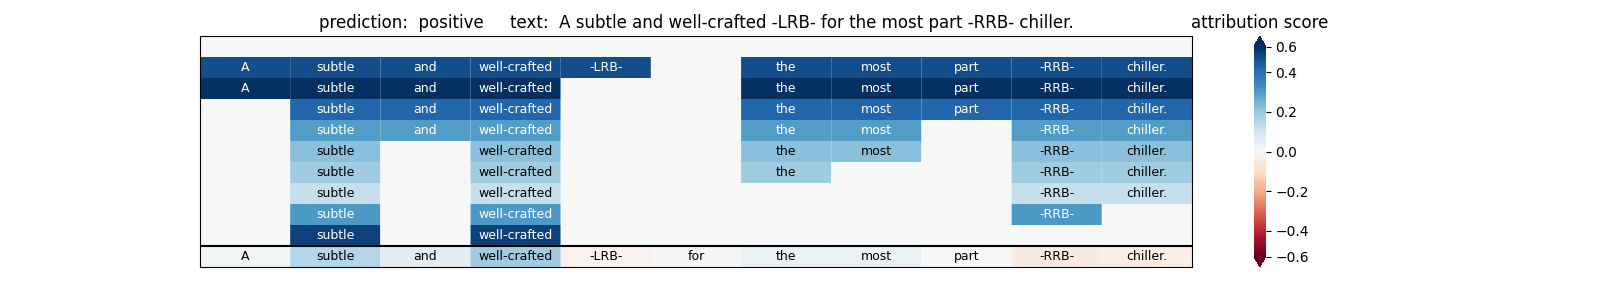 prediction:  positive     text:  A subtle and well-crafted -LRB- for the most part -RRB- chiller.
attribution score
A subtle and well-crafted -LRB- the most part -RRB- chiller.
A subtle and well-crafted the most part -RRB- chiller.
subtle and well-crafted the most part -RRB- chiller.
subtle and well-crafted the most -RRB- chiller.
subtle well-crafted the most -RRB- chiller.
subtle well-crafted the -RRB- chiller.
subtle well-crafted -RRB- chiller.
subtle well-crafted -RRB-
subtle well-crafted
A subtle and well-crafted -LRB- for the most part -RRB- chiller.
0.6
0.4
0.2
0.0
−0.2
−0.4
−0.6